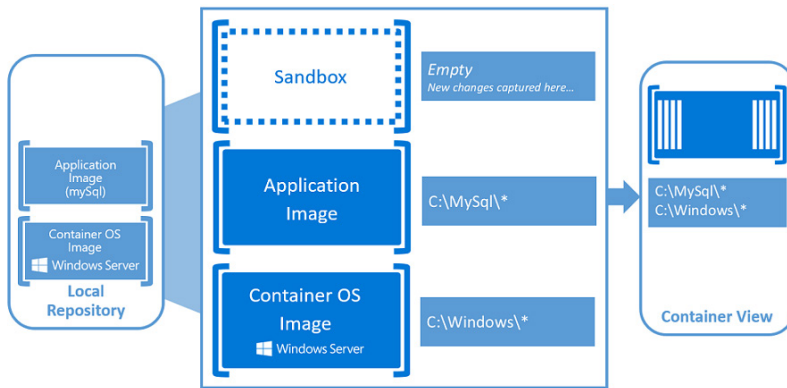 Application
Image
(mySql)
Container OS
Image
Windows Server
Local
Repository
Sandbox
Empty
New changes captured here...
Application
Image
C:\MySql\*
Container OS
Image
Windows Server
C:\Windows\*
C:\MySql\*
C:\Windows\*
Container View